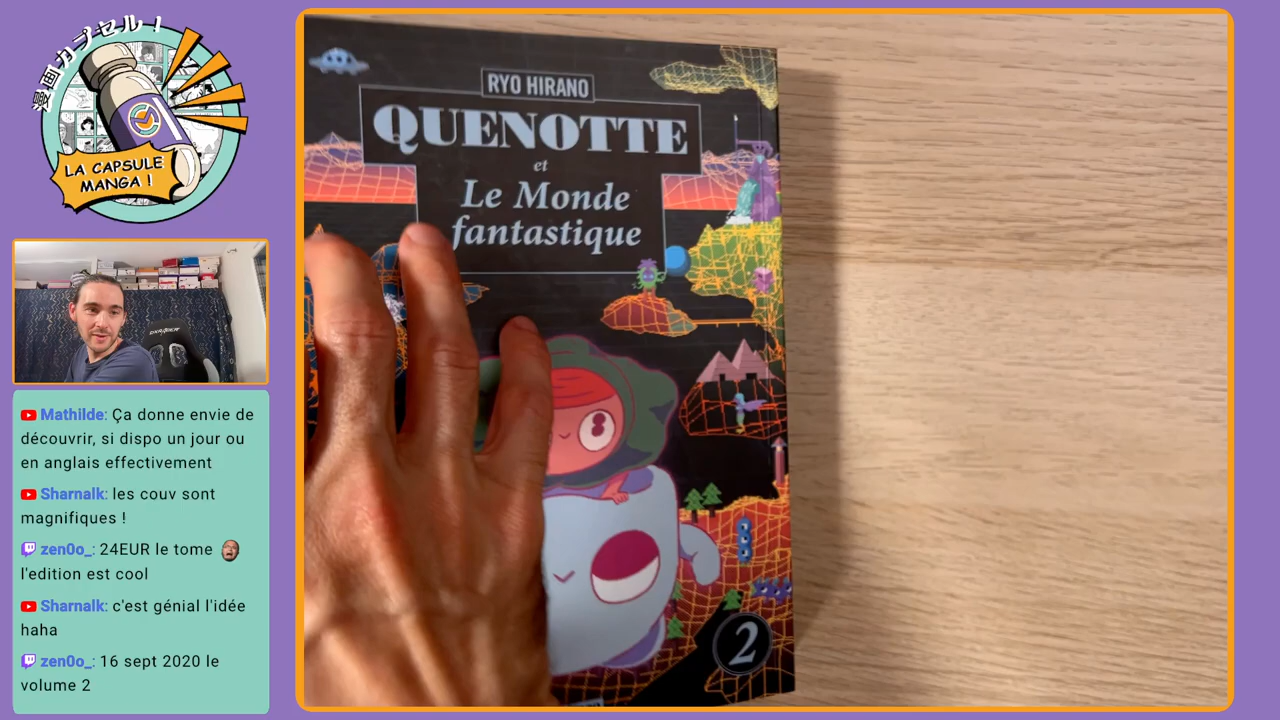 漫画カプセル!
LA CAPSULE
MANGA !
RYO HIRANO
QUENOTTE
et
Le Monde
fantastique
2
Mathilde: Ça donne envie de
découvrir, si dispo un jour ou
en anglais effectivement
Sharnalk: les couv sont
magnifiques !
zen0o_: 24EUR le tome
l'edition est cool
Sharnalk: c'est génial l'idée
haha
zen0o_: 16 sept 2020 le
volume 2